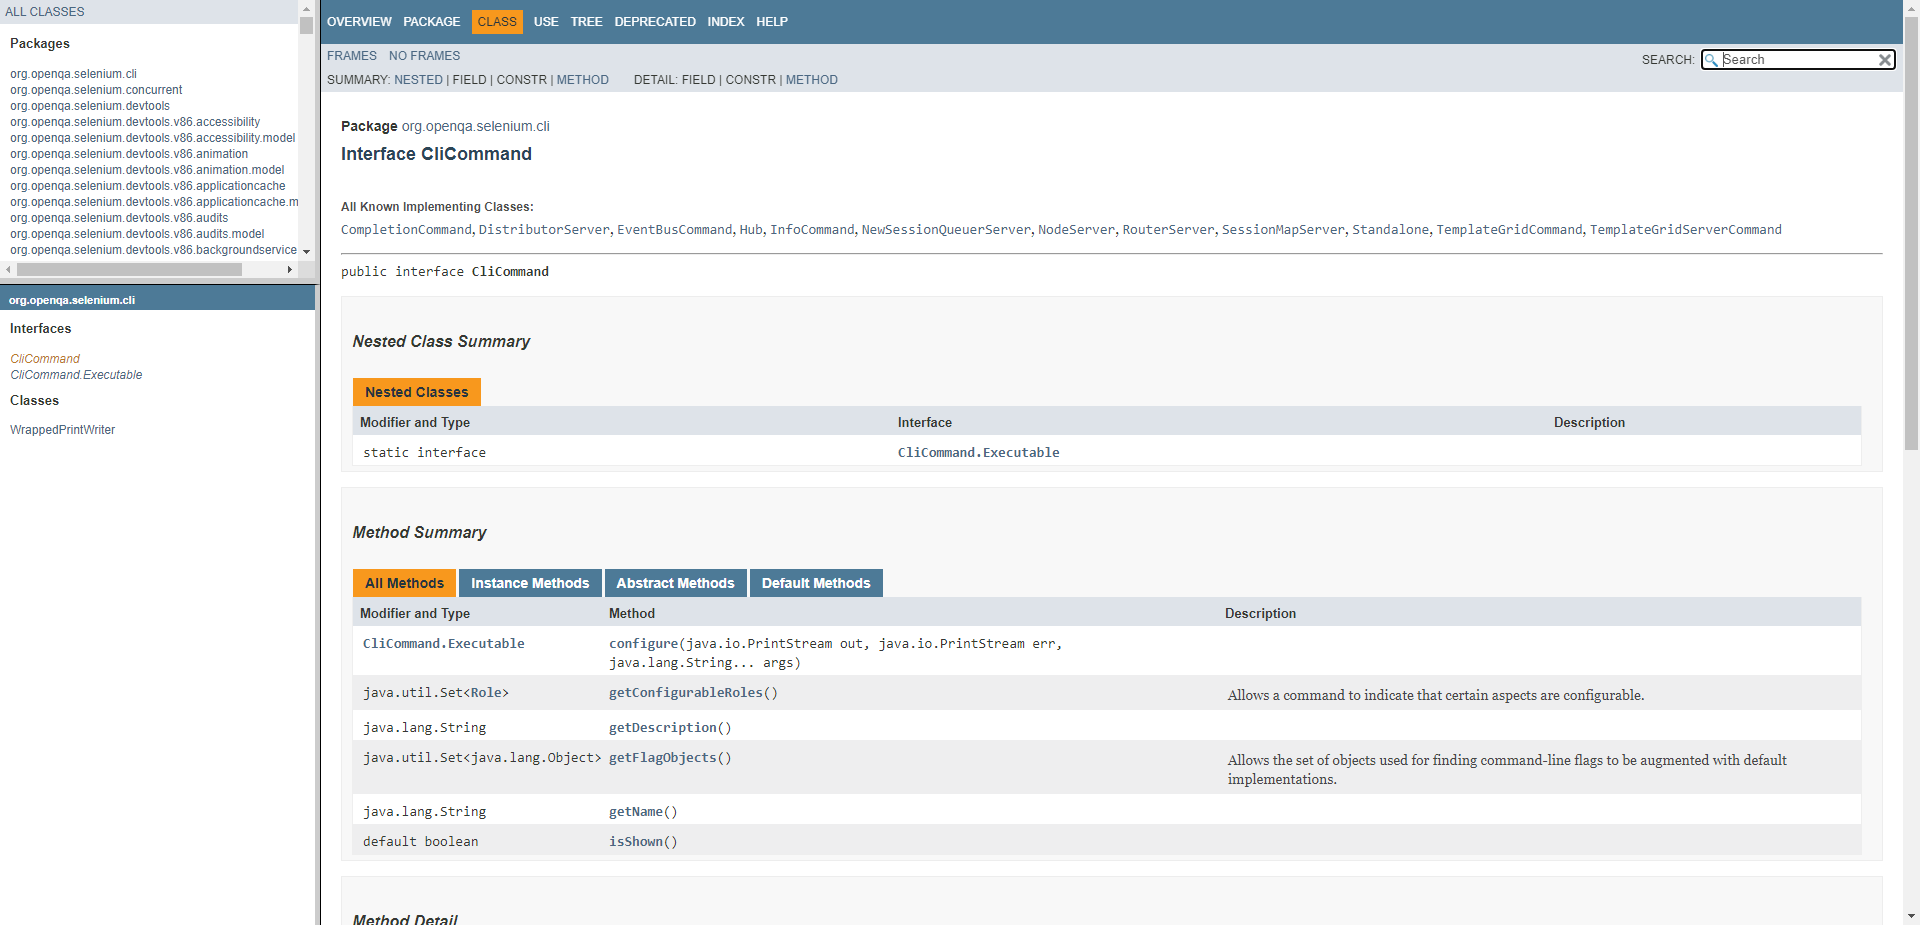 ALL CLASSES
Packages
org.openqa.selenium.cli
org.openqa.selenium.concurrent
org.openqa.selenium.devtools
org.openqa.selenium.devtools.v86.accessibility
org.openqa.selenium.devtools.v86.accessibility.model
org.openqa.selenium.devtools.v86.animation
org.openqa.selenium.devtools.v86.animation.model
org.openqa.selenium.devtools.v86.applicationcache
org.openqa.selenium.devtools.v86.applicationcache.m
org.openqa.selenium.devtools.v86.audits
org.openqa.selenium.devtools.v86.audits.model
org.openqa.selenium.devtools.v86.backgroundservice
org.openqa.selenium.cli
Interfaces
CliCommand
CliCommand.Executable
Classes
WrappedPrintWriter
OVERVIEW PACKAGE CLASS USE TREE DEPRECATED INDEX HELP
FRAMES NO FRAMES
SEARCH: Search
SUMMARY: NESTED | FIELD | CONSTR | METHOD DETAIL: FIELD | CONSTR | METHOD
Package org.openqa.selenium.cli
Interface CliCommand
All Known Implementing Classes:
CompletionCommand, DistributorServer, EventBusCommand, Hub, InfoCommand, NewSessionQueuerServer, NodeServer, RouterServer, SessionMapServer, Standalone, TemplateGridCommand, TemplateGridServerCommand
public interface CliCommand
Nested Class Summary
Nested Classes
Modifier and Type Interface Description
static interface CliCommand.Executable
Method Summary
All Methods Instance Methods Abstract Methods Default Methods
Modifier and Type Method Description
CliCommand.Executable configure(java.io.PrintStream out, java.io.PrintStream err,
java.lang.String... args)
java.util.Set<Role> getConfigurableRoles() Allows a command to indicate that certain aspects are configurable.
java.lang.String getDescription()
java.util.Set<java.lang.Object> getFlagObjects() Allows the set of objects used for finding command-line flags to be augmented with default
implementations.
java.lang.String getName()
default boolean isShown()
Method Detail